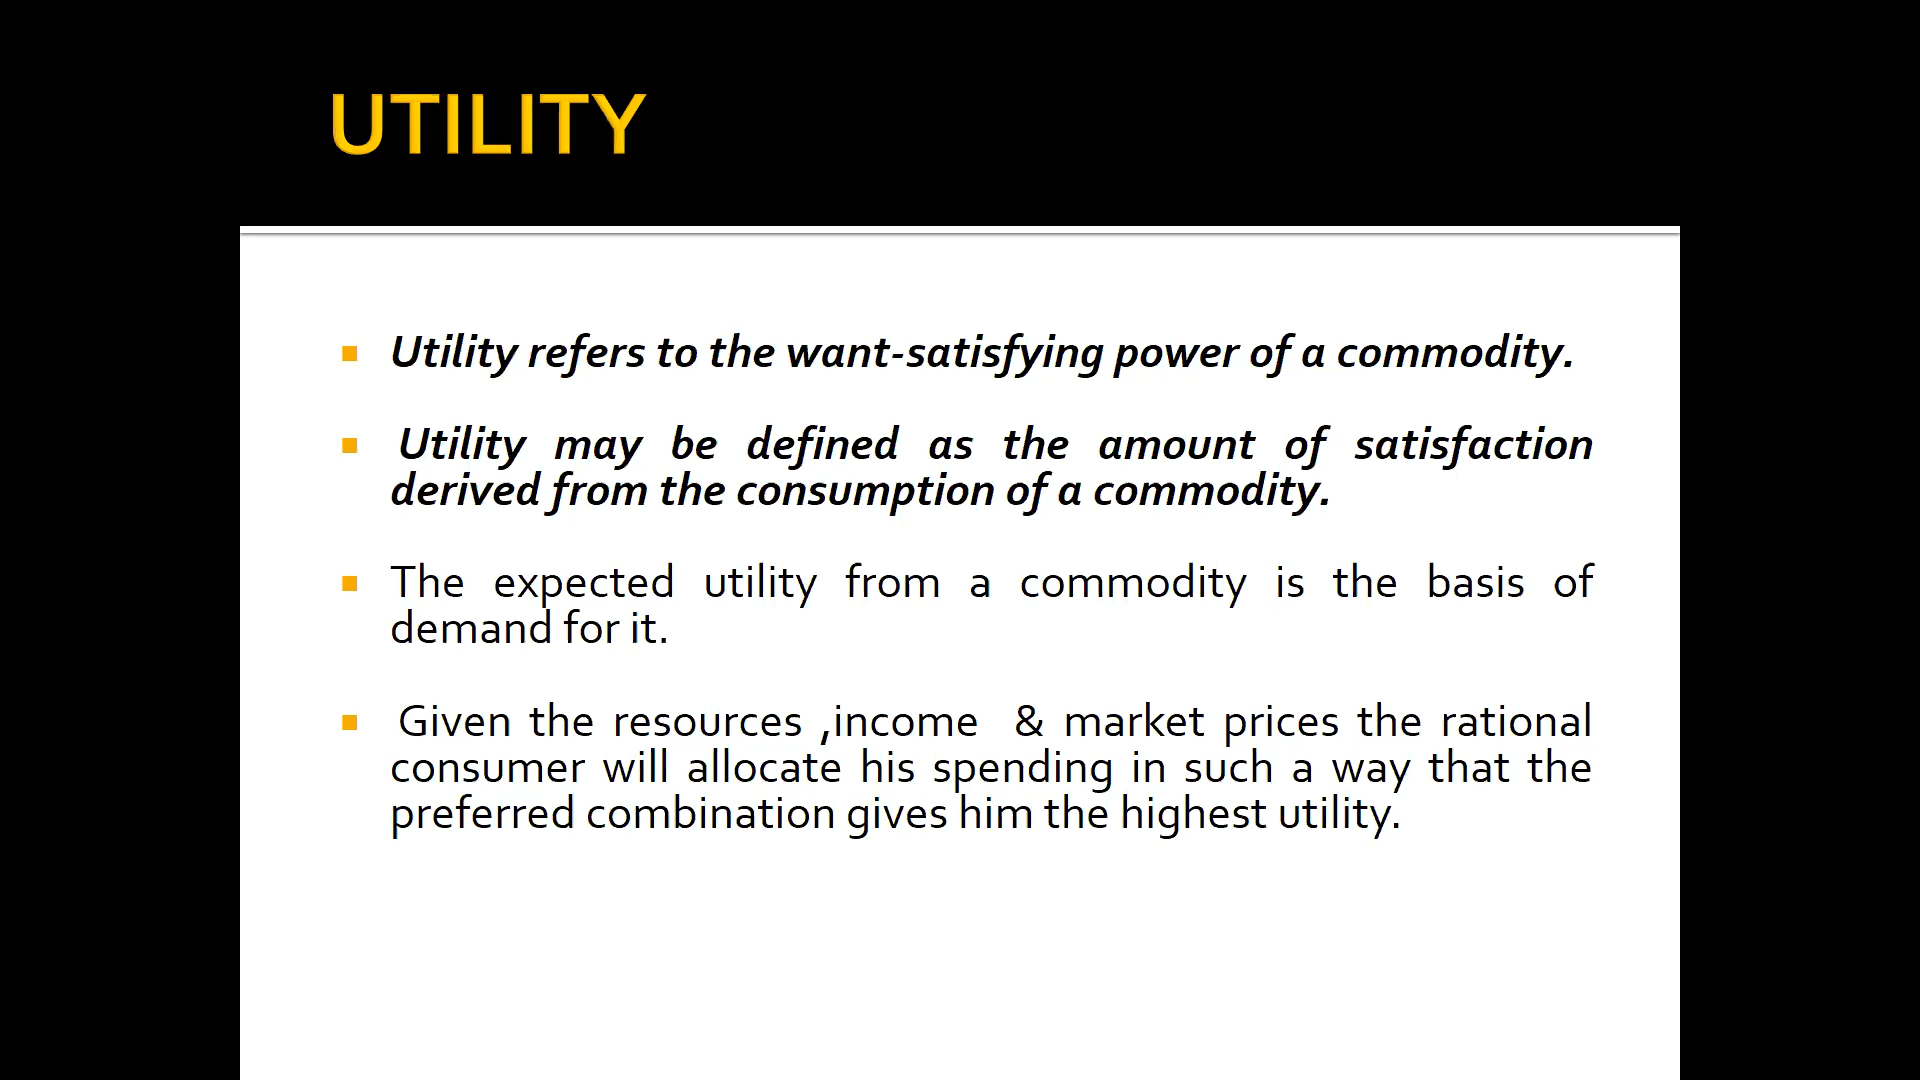 UTILITY
Utility refers to the want-satisfying power of a commodity.
Utility may be defined as the amount of satisfaction
derived from the consumption of a commodity.
The expected utility from a commodity is the basis of
demand for it.
Given the resources ,income & market prices the rational
consumer will allocate his spending in such a way that the
preferred combination gives him the highest utility.